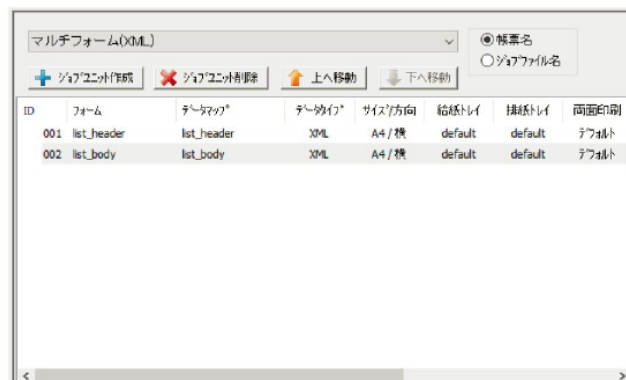 マルチフォーム(XML)
帳票名
ジョブファイル名
ジョブユニット作成 ジョブユニット削除 上へ移動 下へ移動
ID フォーム データマップ データタイプ サイズ/方向 給紙トレイ 排紙トレイ 両面印刷
001 list_header list_header XML A4 / 横 default default デフォルト
002 list_body list_body XML A4 / 横 default default デフォルト